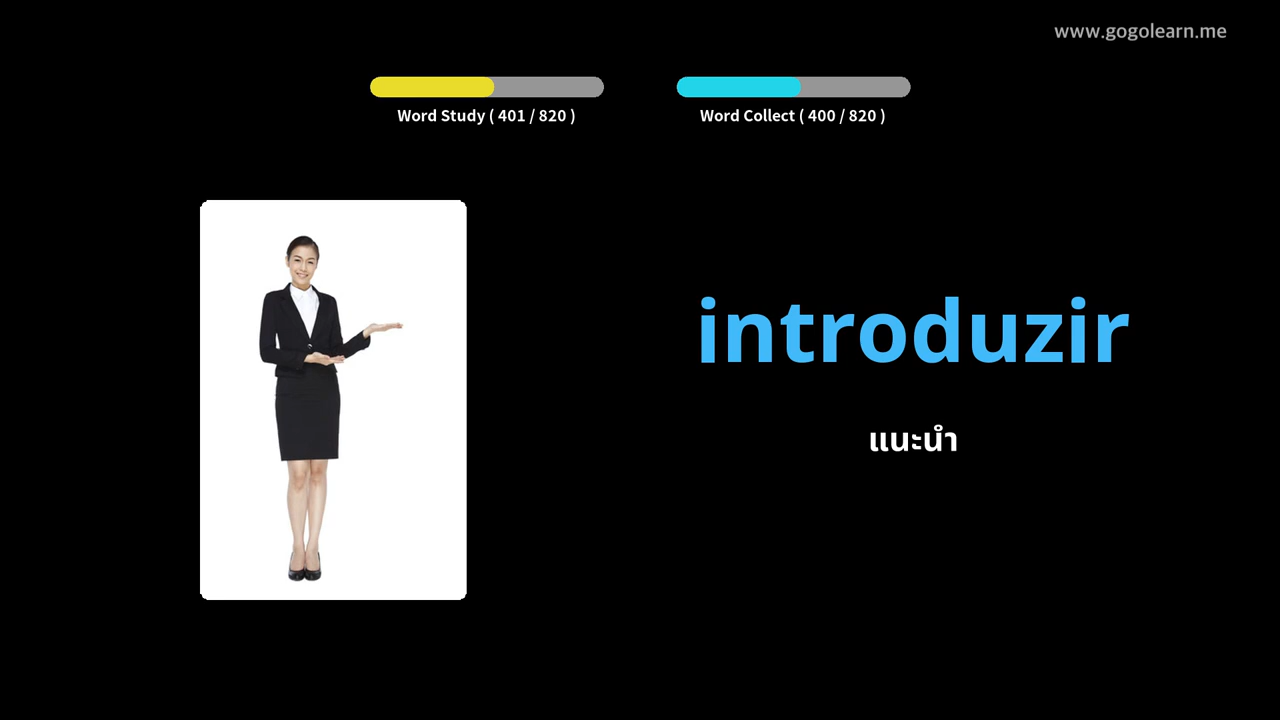 www.gogolearn.me
Word Study ( 401 / 820 )
Word Collect ( 400 / 820 )
introduzir
แนะนำ